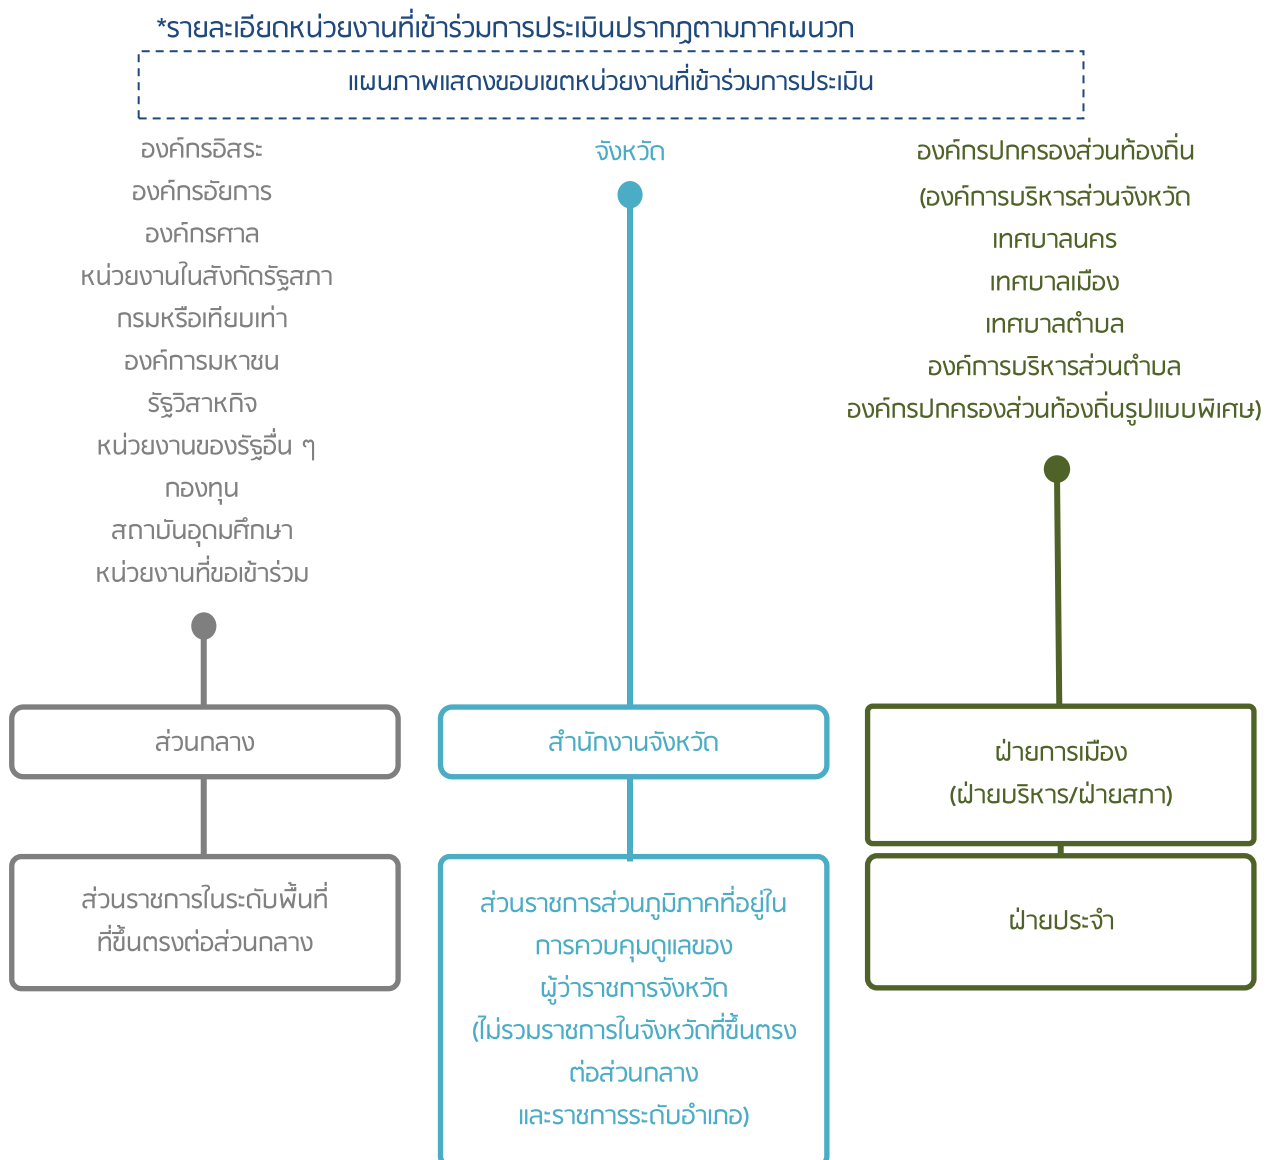 *รายละเอียดหน่วยงานที่เข้าร่วมการประเมินปรากฏตามภาคผนวก
แผนภาพแสดงขอบเขตหน่วยงานที่เข้าร่วมการประเมิน
องค์กรอิสระ
องค์กรอัยการ
องค์กรศาล
หน่วยงานในสังกัดรัฐสภา
กรมหรือเทียบเท่า
องค์การมหาชน
รัฐวิสาหกิจ
หน่วยงานของรัฐอื่น ๆ
กองทุน
สถาบันอุดมศึกษา
หน่วยงานที่ขอเข้าร่วม
ส่วนกลาง
ส่วนราชการในระดับพื้นที่
ที่ขึ้นตรงต่อส่วนกลาง
จังหวัด
สำนักงานจังหวัด
ส่วนราชการส่วนภูมิภาคที่อยู่ใน
การควบคุมดูแลของ
ผู้ว่าราชการจังหวัด
(ไม่รวมราชการในจังหวัดที่ขึ้นตรง
ต่อส่วนกลาง
และราชการระดับอำเภอ)
องค์กรปกครองส่วนท้องถิ่น
(องค์การบริหารส่วนจังหวัด
เทศบาลนคร
เทศบาลเมือง
เทศบาลตำบล
องค์การบริหารส่วนตำบล
องค์กรปกครองส่วนท้องถิ่นรูปแบบพิเศษ)
ฝ่ายการเมือง
(ฝ่ายบริหาร/ฝ่ายสภา)
ฝ่ายประจำ